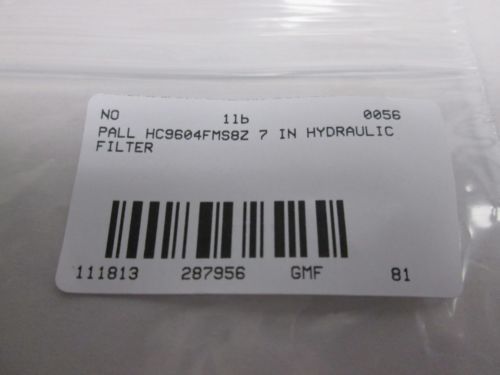 NO 11b 0056
PALL HC9604FMS8Z 7 IN HYDRAULIC
FILTER
111813 287956 GMF 81